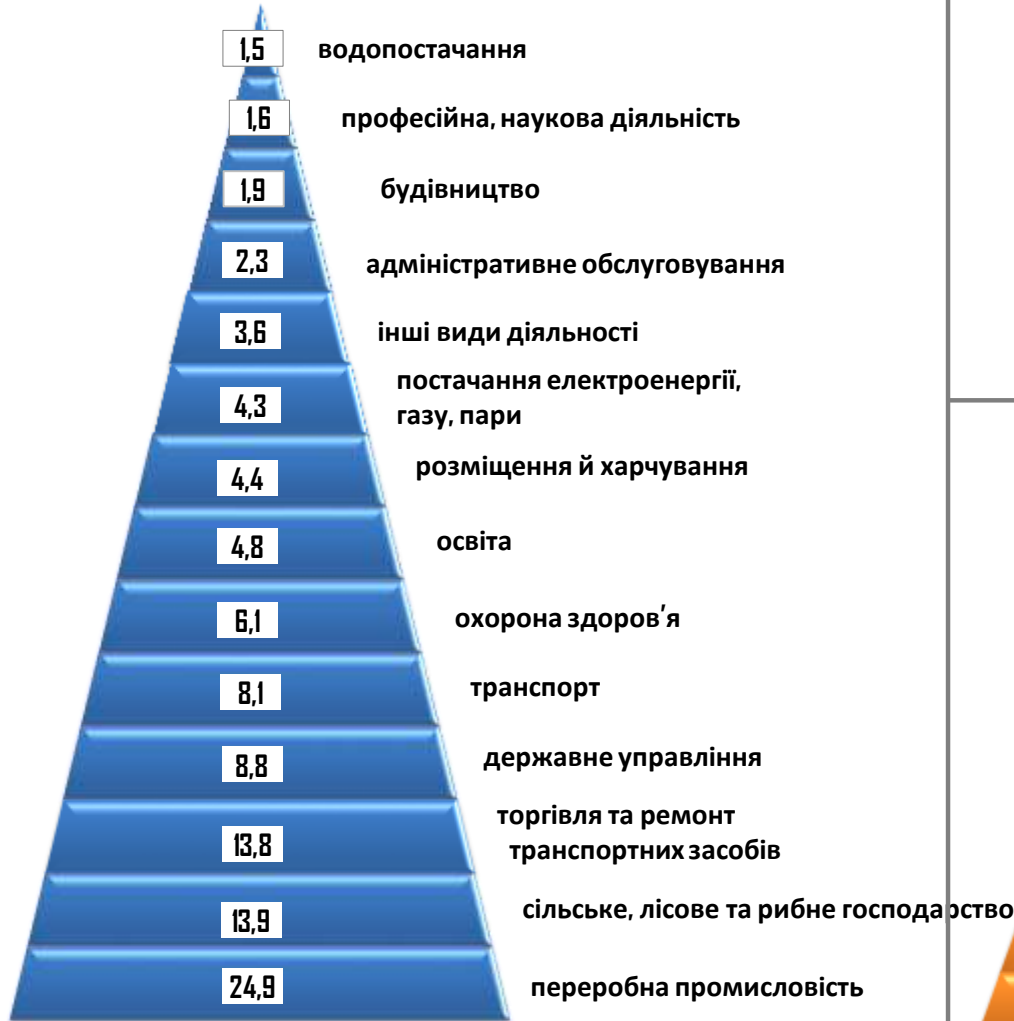 1,5 водопостачання
1,6 професійна, наукова діяльність
1,9 будівництво
2,3 адміністративне обслуговування
3,6 інші види діяльності
постачання електроенергії,
4,3 газу, пари
4,4 розміщення й харчування
4,8 освіта
6,1 охорона здоров'я
8,1 транспорт
8,8 державне управління
торгівля та ремонт
13,8 транспортних засобів
13,9 сільське, лісове та рибне господарство
24,9 переробна промисловість